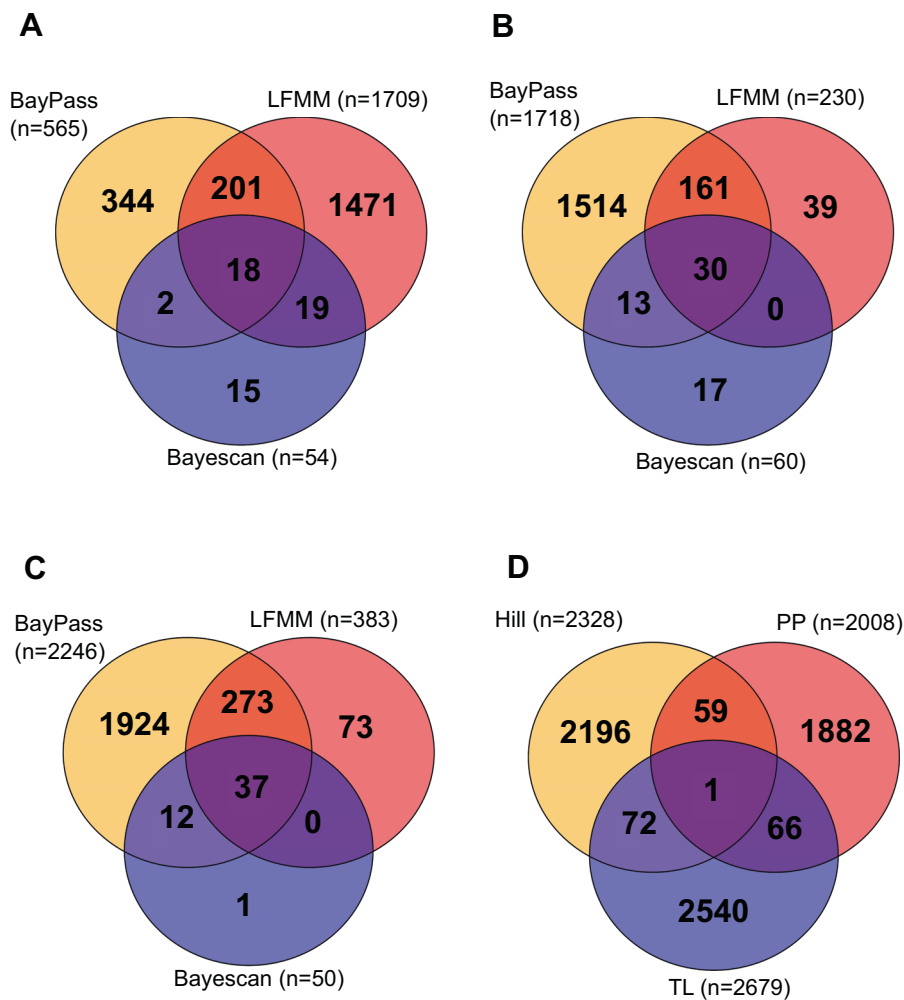 A
BayPass
(n=565)
LFMM (n=1709)
344
201
1471
18
2
19
15
Bayescan (n=54)
B
BayPass
(n=1718)
LFMM (n=230)
1514
161
39
30
13
0
17
Bayescan (n=60)
C
BayPass
(n=2246)
LFMM (n=383)
1924
273
73
37
12
0
1
Bayescan (n=50)
D
Hill (n=2328)
PP (n=2008)
2196
59
1882
1
72
66
2540
TL (n=2679)